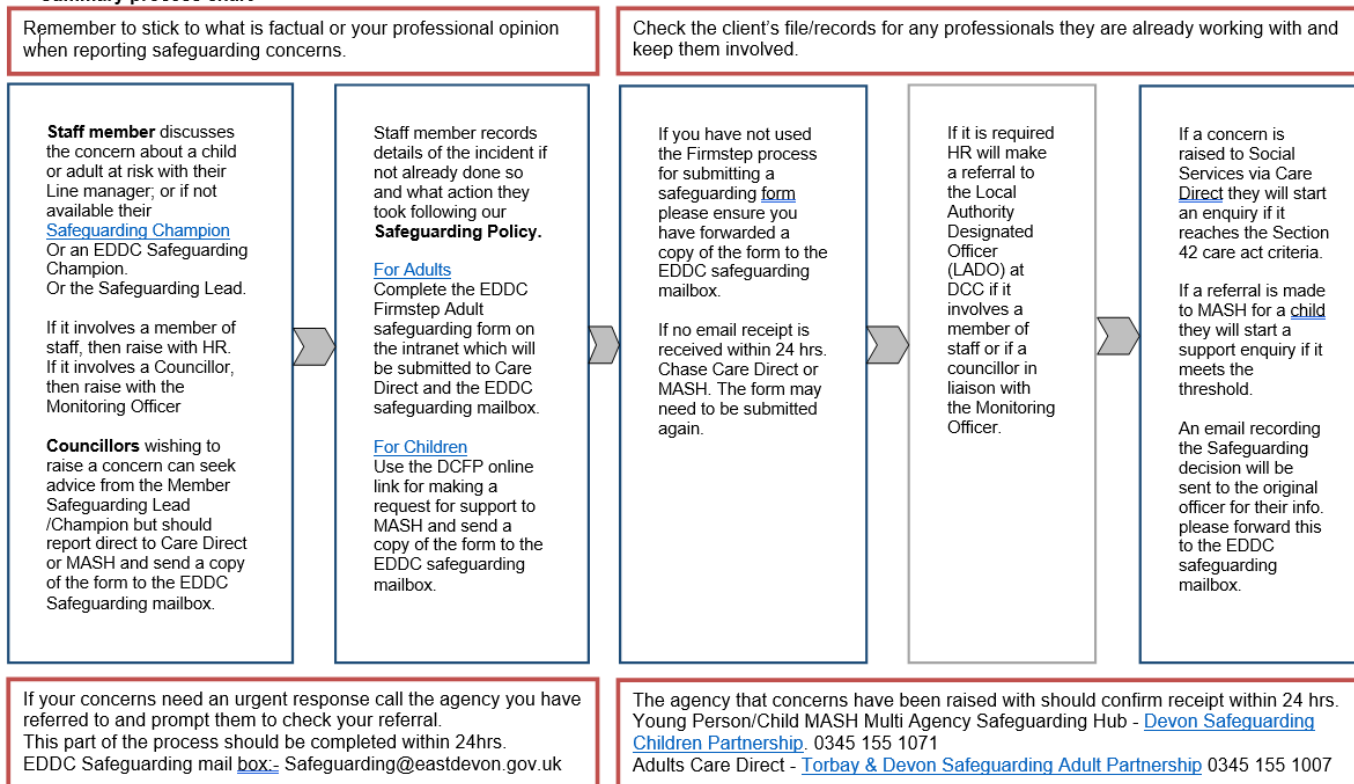 Remember to stick to what is factual or your professional opinion
when reporting safeguarding concerns.
Check the client's file/records for any professionals they are already working with and
keep them involved.
Staff member discusses
the concern about a child
or adult at risk with their
Line manager; or if not
available their
Safeguarding Champion
Or an EDDC Safeguarding
Champion.
Or the Safeguarding Lead.
If it involves a member of
staff, then raise with HR.
If it involves a Councillor,
then raise with the
Monitoring Officer
Councillors wishing to
raise a concern can seek
advice from the Member
Safeguarding Lead
/Champion but should
report direct to Care Direct
or MASH and send a copy
of the form to the EDDC
Safeguarding mailbox.
Staff member records
details of the incident if
not already done so
and what action they
took following our
Safeguarding Policy.
For Adults
Complete the EDDC
Firmstep Adult
safeguarding form on
the intranet which will
be submitted to Care
Direct and the EDDC
safeguarding mailbox.
For Children
Use the DCFP online
link for making a
request for support to
MASH and send a
copy of the form to the
EDDC safeguarding
mailbox.
If you have not used
the Firmstep process
for submitting a
safeguarding form
please ensure you
have forwarded a
copy of the form to the
EDDC safeguarding
mailbox.
If no email receipt is
received within 24 hrs.
Chase Care Direct or
MASH. The form may
need to be submitted
again.
If it is required
HR will make
a referral to
the Local
Authority
Designated
Officer
(LADO) at
DCC if it
involves a
member of
staff or if a
councillor in
liaison with
the Monitoring
Officer.
If a concern is
raised to Social
Services via Care
Direct they will start
an enquiry if it
reaches the Section
42 care act criteria.
If a referral is made
to MASH for a child
they will start a
support enquiry if it
meets the
threshold.
An email recording
the Safeguarding
decision will be
sent to the original
officer for their info.
please forward this
to the EDDC
safeguarding
mailbox.
If your concerns need an urgent response call the agency you have
referred to and prompt them to check your referral.
This part of the process should be completed within 24hrs.
EDDC Safeguarding mail box:- Safeguarding@eastdevon.gov.uk
The agency that concerns have been raised with should confirm receipt within 24 hrs.
Young Person/Child MASH Multi Agency Safeguarding Hub - Devon Safeguarding
Children Partnership. 0345 155 1071
Adults Care Direct - Torbay & Devon Safeguarding Adult Partnership 0345 155 1007